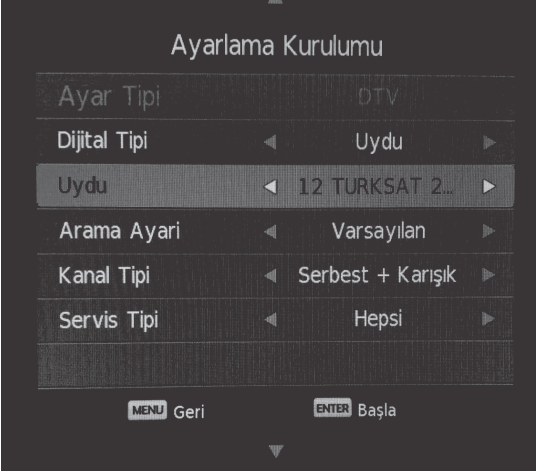 Ayarlama Kurulumu
Ayar Tipi DTV
Dijital Tipi Uydu
Uydu 12 TURKSAT 2...
Arama Ayari Varsayılan
Kanal Tipi Serbest + Karışık
Servis Tipi Hepsi
MENU Geri ENTER Başla